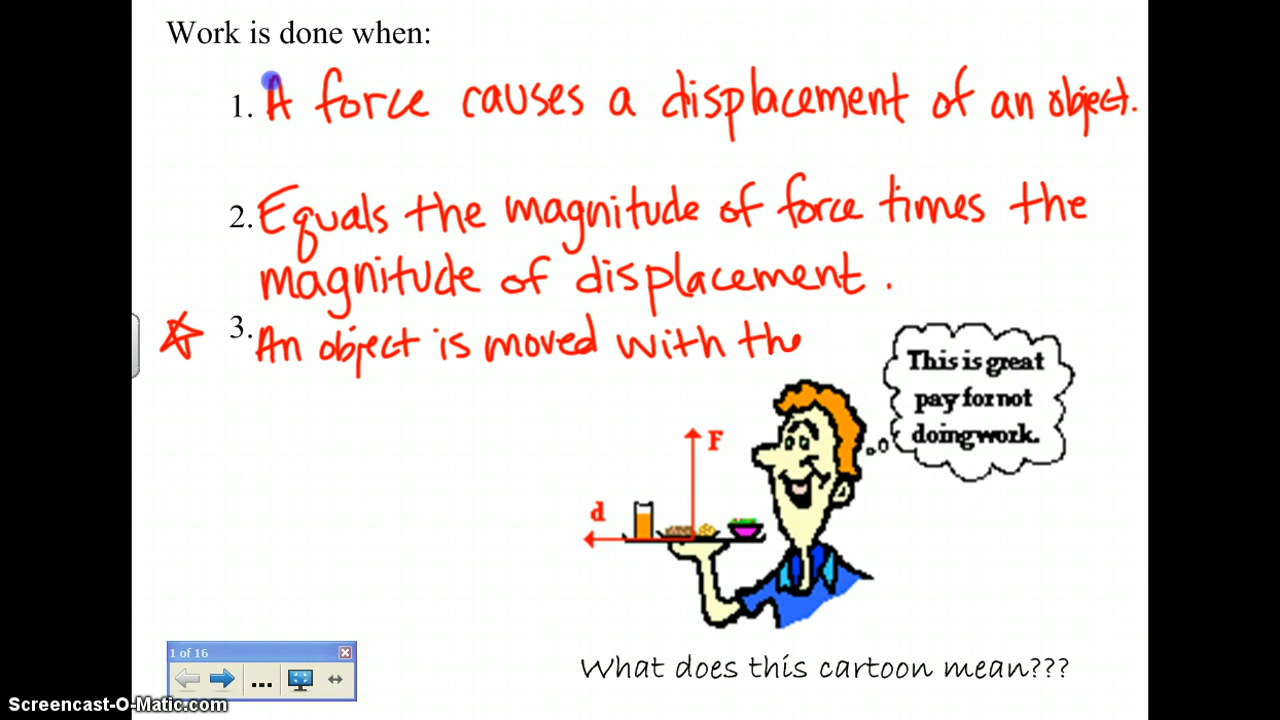 Work is done when:
1. A force causes a displacement of an object.
2. Equals the magnitude of force times the
magnitude of displacement.
3. An object is moved with the
This is great
pay for not
doing work.
F
d
What does this cartoon mean???
1 of 16
...
Screencast-O-Matic.com